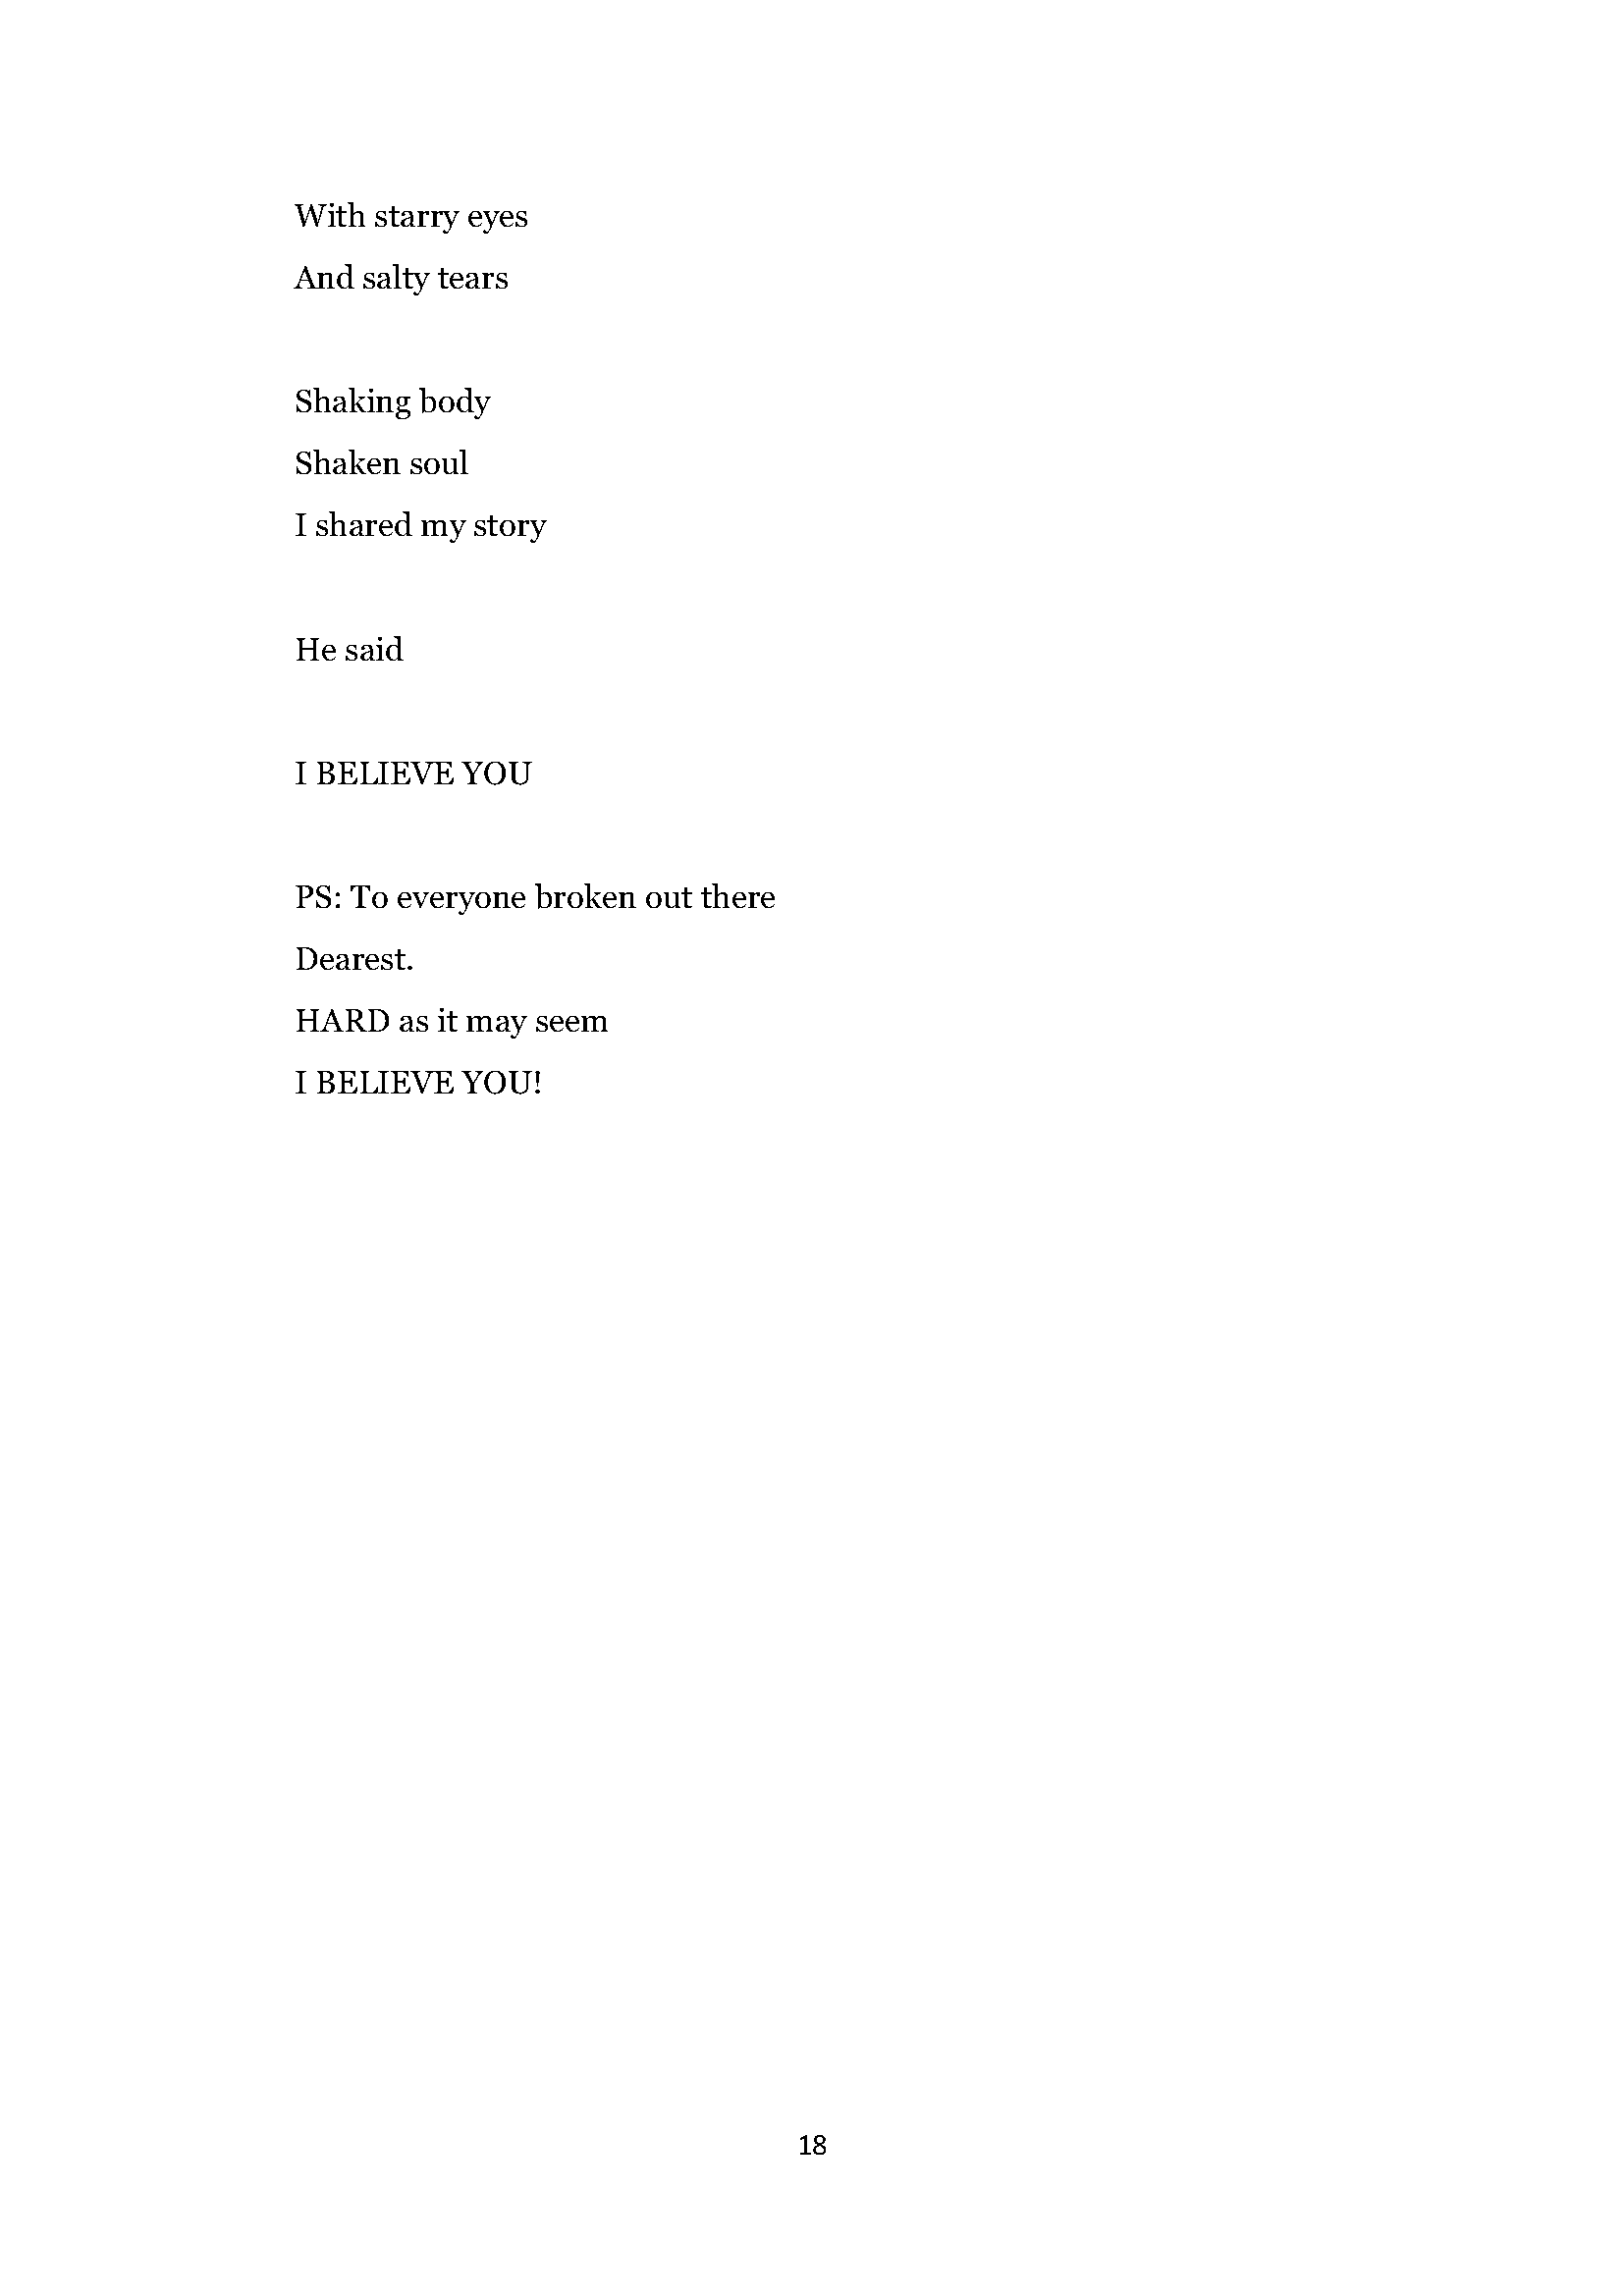 With starry eyes
And salty tears
Shaking body
Shaken soul
I shared my story
He said
I BELIEVE YOU
PS: To everyone broken out there
Dearest.
HARD as it may seem
I BELIEVE YOU!
18